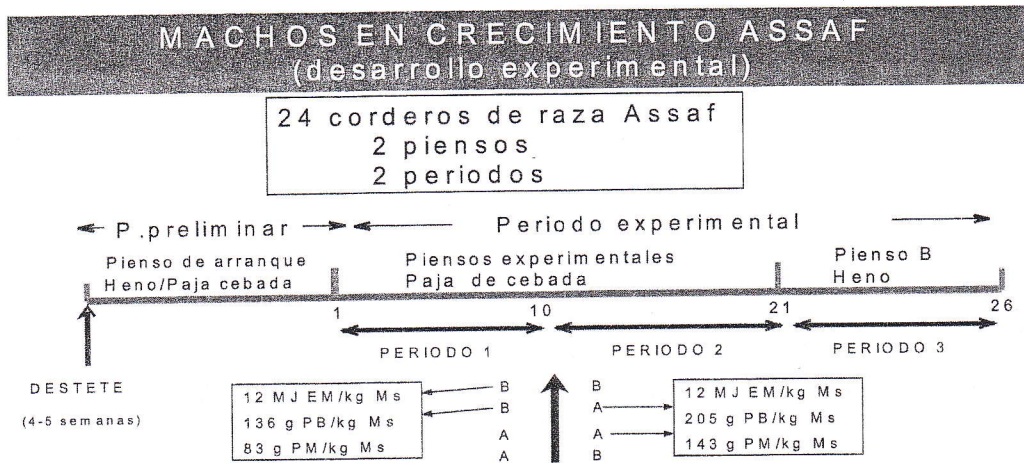 MACHOS EN CRECIMIENTO ASSAF
(desarrollo experimental)
24 corderos de raza Assaf
2 piensos
2 periodos
P.preliminar
Periodo experimental
Pienso de arranque
Heno/Paja cebada
Piensos experimentales
Paja de cebada
Pienso B
Heno
1
10
21
26
PERIODO 1
PERIODO 2
PERIODO 3
DESTETE
(4-5 semanas)
12 MJ EM/kg Ms
136 g PB/kg Ms
83 g PM/kg Ms
B
B
A
A
B
A
A
B
12 MJ EM/kg Ms
205 g PB/kg Ms
143 g PM/kg Ms